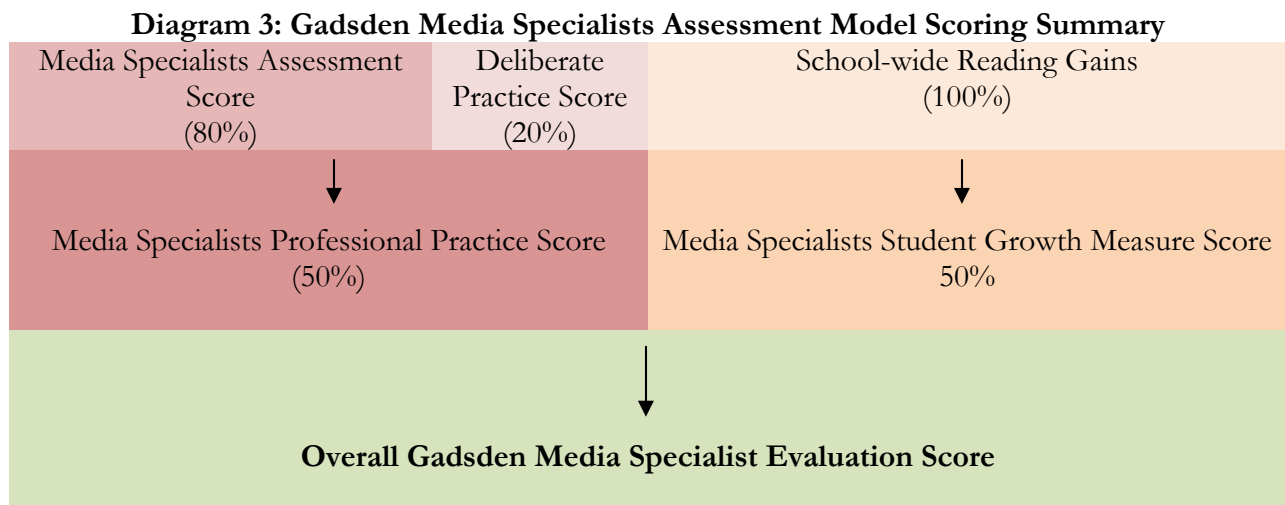 Diagram 3: Gadsden Media Specialists Assessment Model Scoring Summary
Media Specialists Assessment
Score
(80%)
Deliberate
Practice Score
(20%)
School-wide Reading Gains
(100%)
Media Specialists Professional Practice Score
(50%)
Media Specialists Student Growth Measure Score
50%
Overall Gadsden Media Specialist Evaluation Score